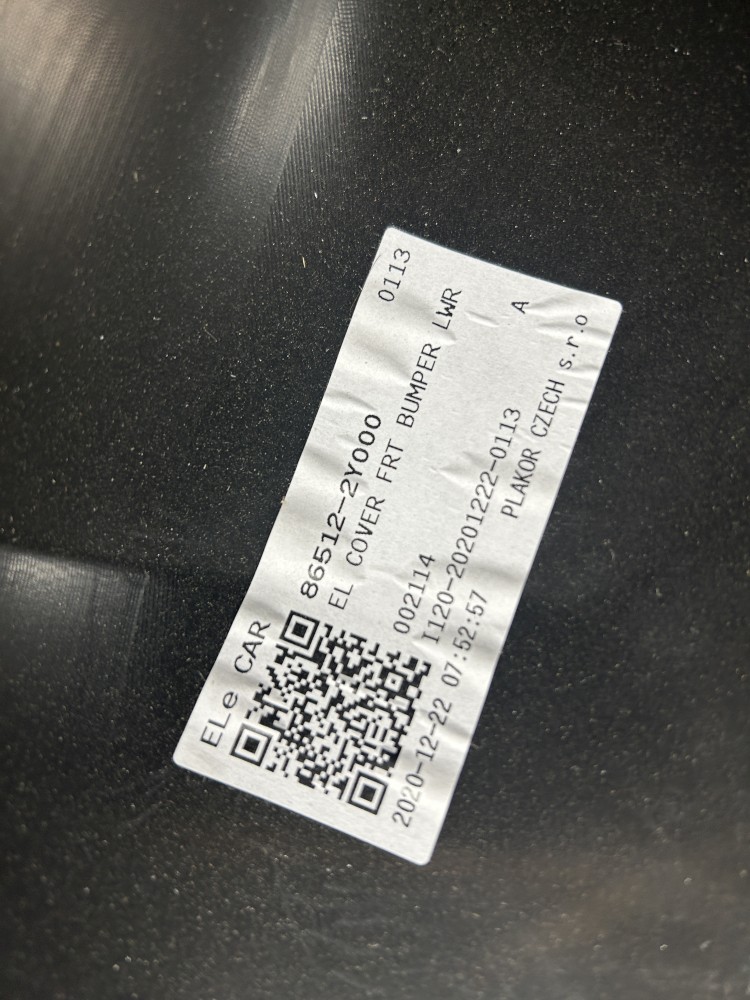 ELe CAR
0113
86512-2Y000
EL COVER FRT BUMPER LWR
002114
A
I120-20201222-0113
2020-12-22 07:52:57
PLAKOR CZECH s.r.o